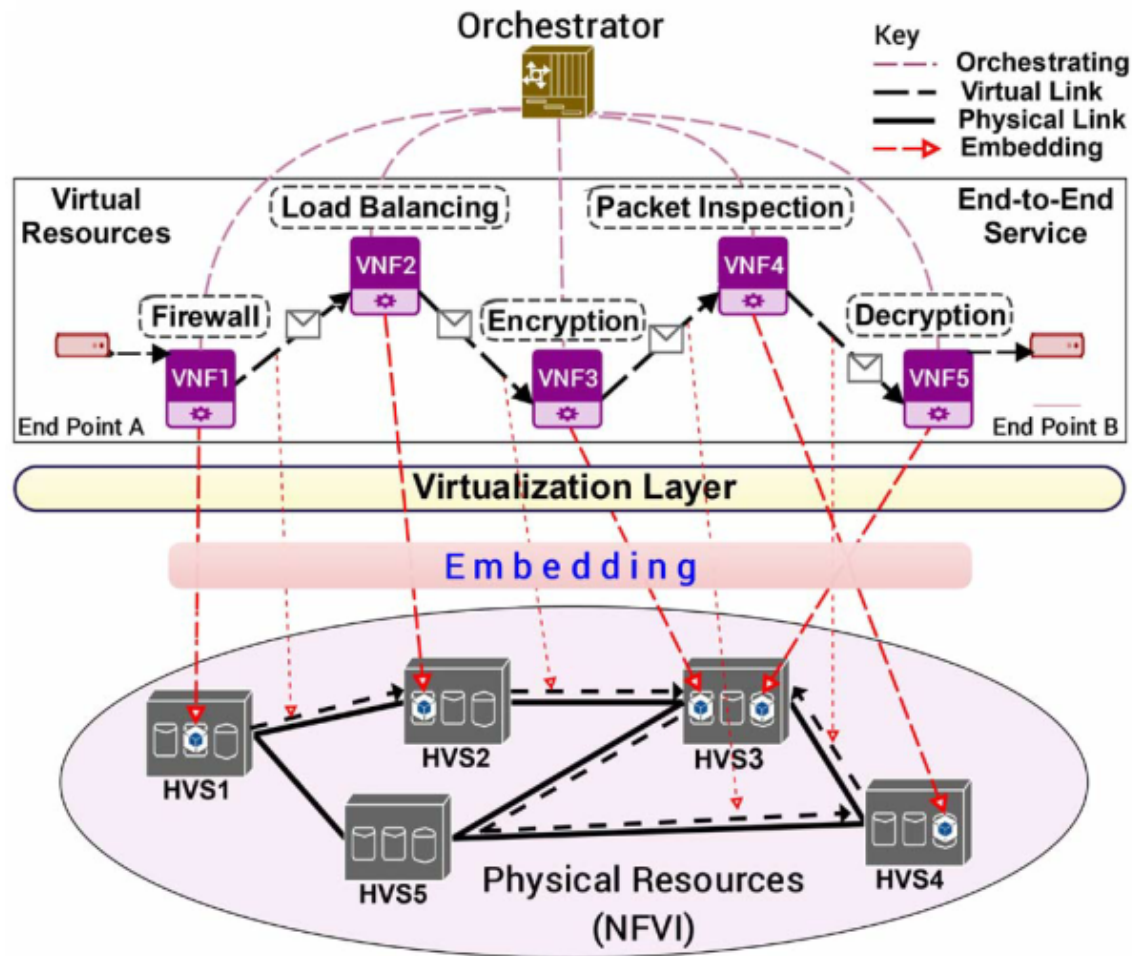 Orchestrator
Key
Orchestrating
Virtual Link
Physical Link
Embedding
Virtual
Resources
Load Balancing
Packet Inspection
End-to-End
Service
VNF2
VNF4
Firewall
Encryption
Decryption
VNF1
VNF3
VNF5
End Point A
End Point B
Virtualization Layer
Embedding
HVS1
HVS2
HVS3
HVS5
HVS4
Physical Resources
(NFVI)